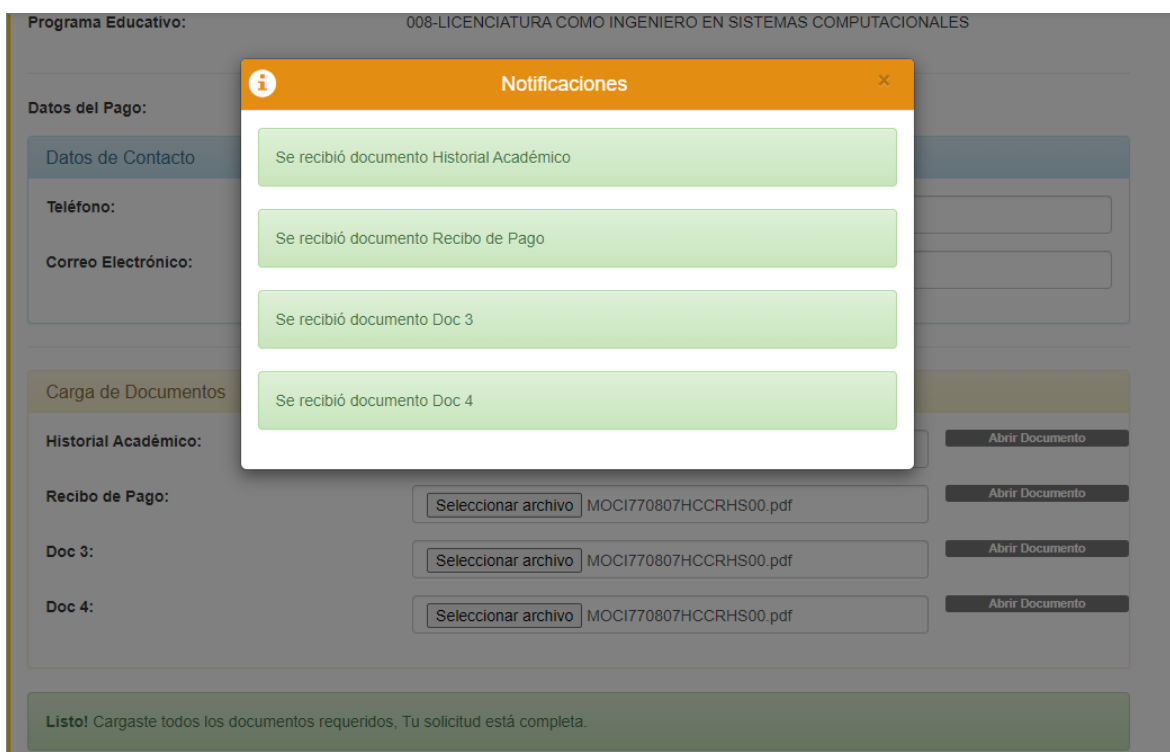 Programa Educativo: 008-LICENCIATURA COMO INGENIERO EN SISTEMAS COMPUTACIONALES
Notificaciones ×
Datos del Pago:
Datos de Contacto
Se recibió documento Historial Académico
Teléfono:
Se recibió documento Recibo de Pago
Correo Electrónico:
Se recibió documento Doc 3
Carga de Documentos
Se recibió documento Doc 4
Historial Académico: Abrir Documento
Recibo de Pago: Seleccionar archivo MOCI770807HCCRHS00.pdf Abrir Documento
Doc 3: Seleccionar archivo MOCI770807HCCRHS00.pdf Abrir Documento
Doc 4: Seleccionar archivo MOCI770807HCCRHS00.pdf Abrir Documento
Listo! Cargaste todos los documentos requeridos, Tu solicitud está completa.